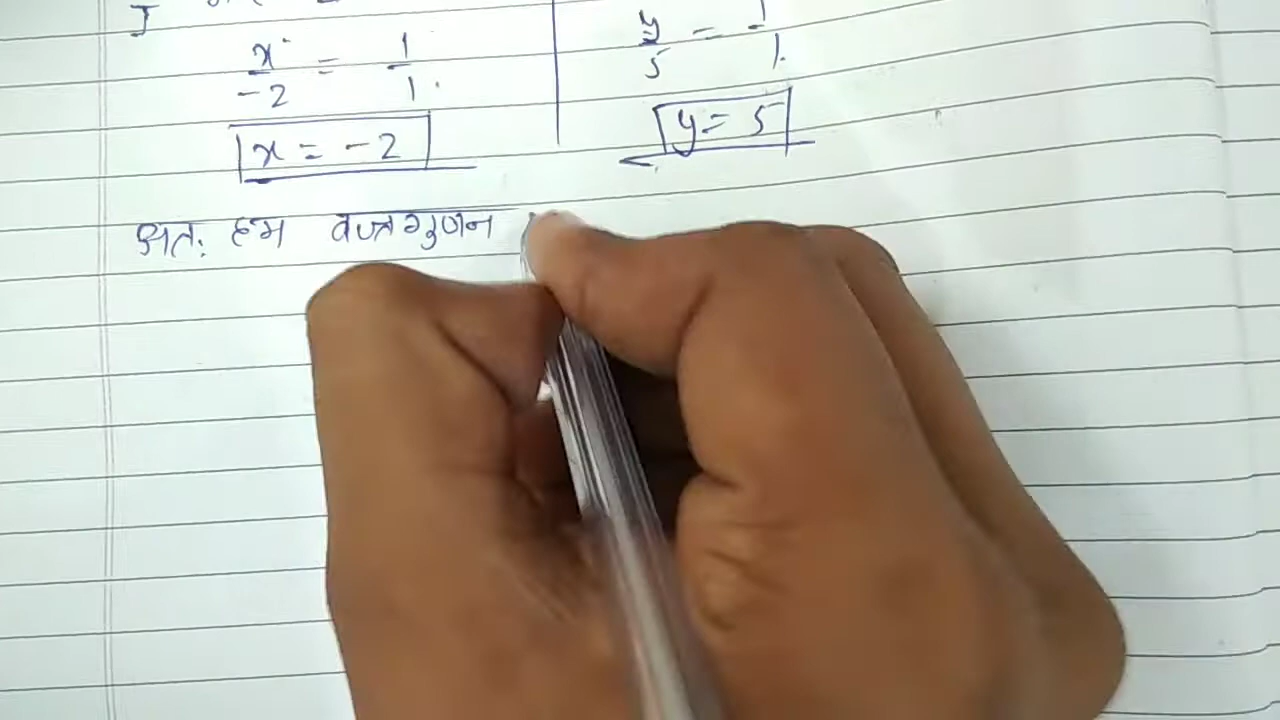 x/-2 = 1/1.
y/5 = 1/1.
x = -2
y = 5
अतः हम वज्रगुणन